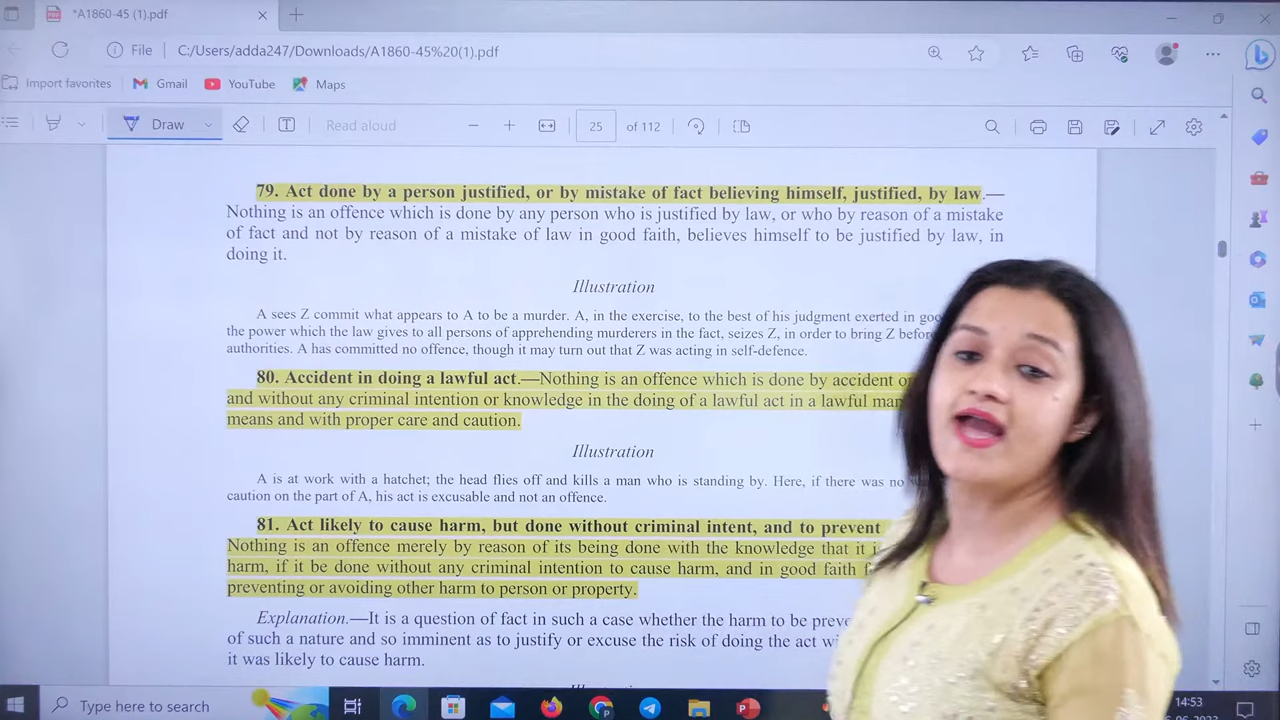 *A1860-45 (1).pdf
File C:/Users/adda247/Downloads/A1860-45%20(1).pdf
Import favorites Gmail YouTube Maps
Draw Read aloud 25 of 112
79. Act done by a person justified, or by mistake of fact believing himself, justified, by law.—
Nothing is an offence which is done by any person who is justified by law, or who by reason of a mistake
of fact and not by reason of a mistake of law in good faith, believes himself to be justified by law, in
doing it.
Illustration
A sees Z commit what appears to A to be a murder. A, in the exercise, to the best of his judgment exerted in
the power which the law gives to all persons of apprehending murderers in the fact, seizes Z, in order to bring Z
authorities. A has committed no offence, though it may turn out that Z was acting in self-defence.
80. Accident in doing a lawful act.—Nothing is an offence which is done by accident
and without any criminal intention or knowledge in the doing of a lawful act in a lawful
means and with proper care and caution.
Illustration
A is at work with a hatchet; the head flies off and kills a man who is standing by. Here, if there was no
caution on the part of A, his act is excusable and not an offence.
81. Act likely to cause harm, but done without criminal intent, and to prevent
Nothing is an offence merely by reason of its being done with the knowledge that it
harm, if it be done without any criminal intention to cause harm, and in good faith
preventing or avoiding other harm to person or property.
Explanation.—It is a question of fact in such a case whether the harm to be
of such a nature and so imminent as to justify or excuse the risk of doing the act
it was likely to cause harm.
Type here to search 14:53